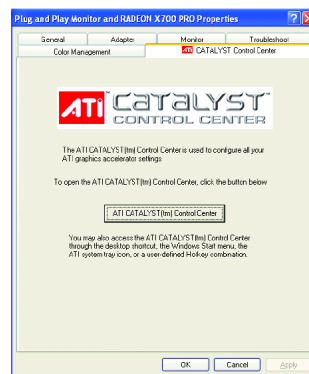 Plug and Play Monitor and RADEON X700 PRO Properties
General Adapter Monitor Troubleshoot
Color Management ATI CATALYST Control Center
ATI CATALYST™
CONTROL CENTER
The ATI CATALYST(tm) Control Center is used to configure all your
ATI graphics accelerator settings
To open the ATI CATALYST(tm) Control Center, click the button below
ATI CATALYST(tm) Control Center
You may also access the ATI CATALYST(tm) Control Center
through the desktop shortcut, the Windows Start menu, the
ATI system tray icon, or a user-defined Hotkey combination.
OK Cancel Apply